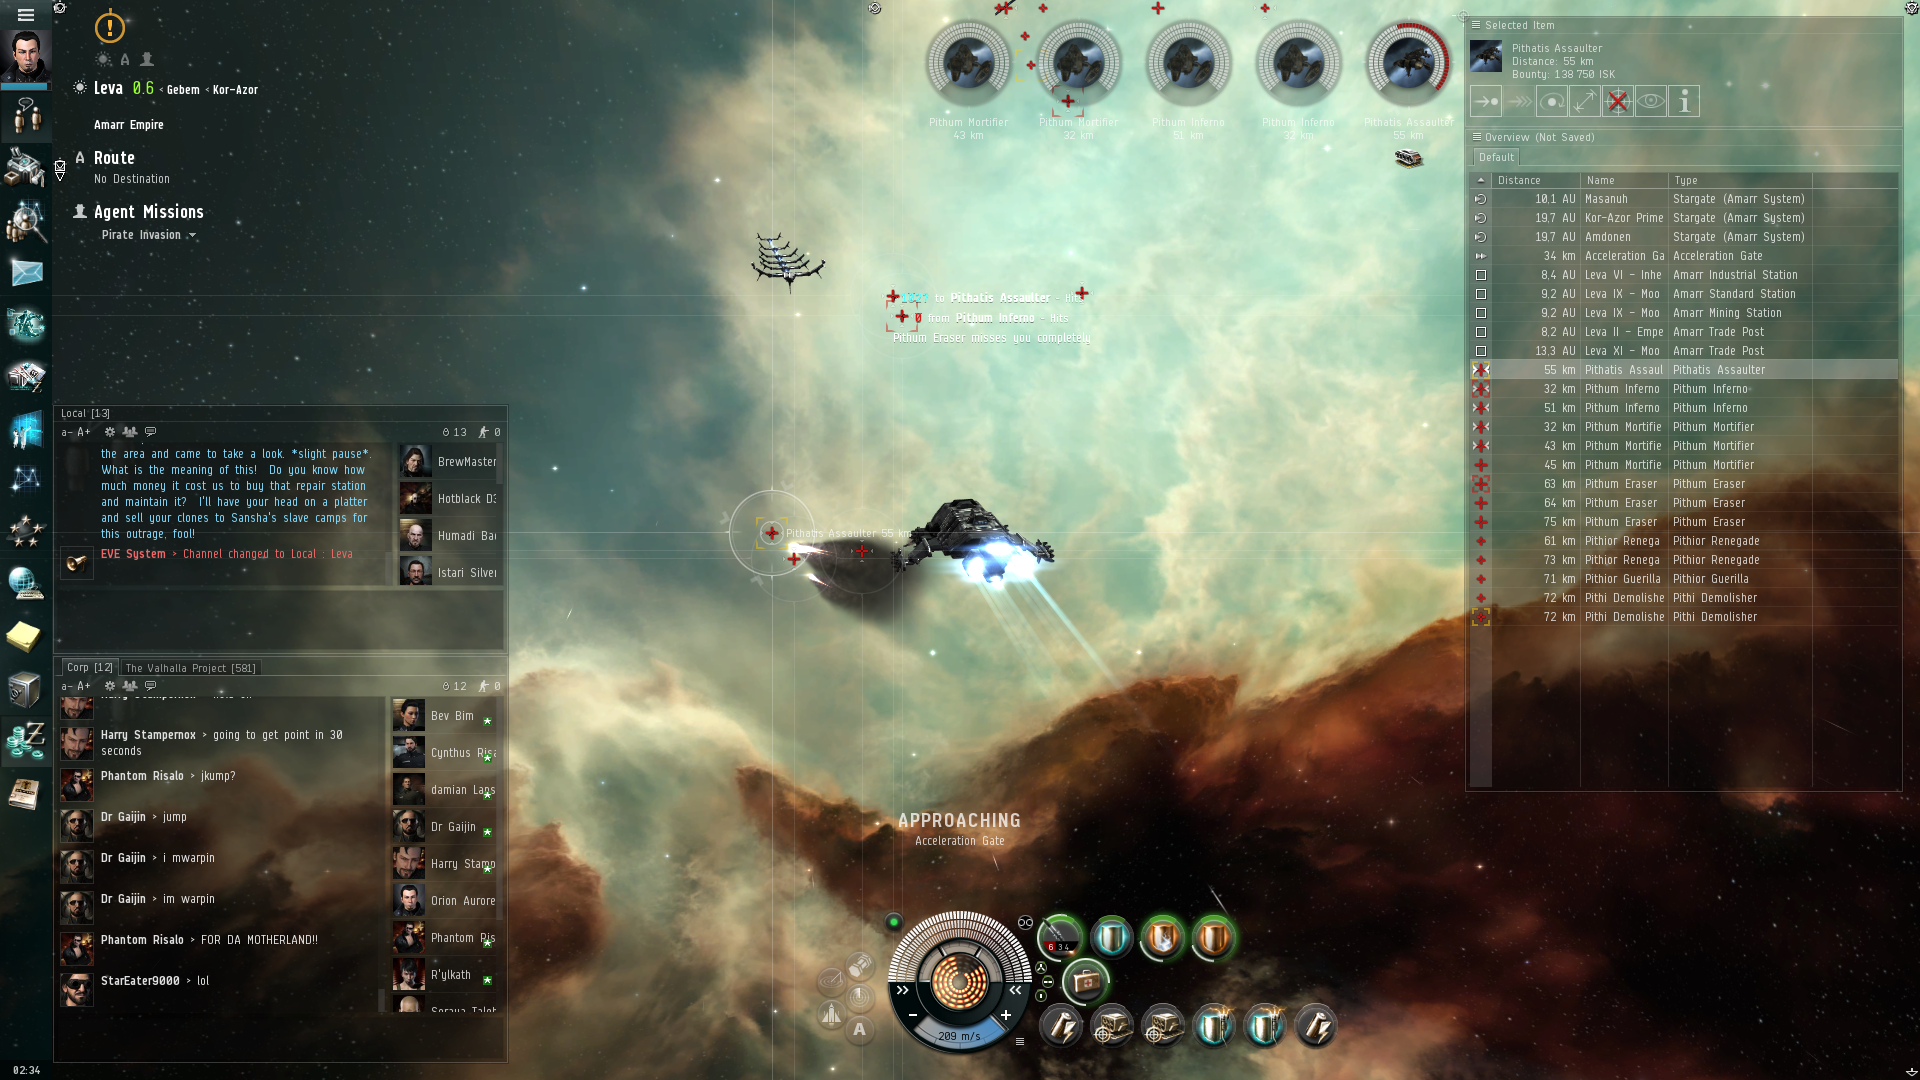 Leva 0.6 < Gebem < Kor-Azor
Amarr Empire
Route
No Destination
Agent Missions
Pirate Invasion
Pithum Mortifier
43 km
Pithum Mortifier
32 km
Pithum Inferno
51 km
Pithum Inferno
32 km
Pithatis Assaulter
55 km
to Pithatis Assaulter - Hits
0 from Pithum Inferno - Hits
Pithum Eraser misses you completely
Pithatis Assaulter 55 km
Selected Item
Pithatis Assaulter
Distance: 55 km
Bounty: 138 750 ISK
Overview (Not Saved)
Default
Distance Name Type
10,1 AU Masanuh Stargate (Amarr System)
19,7 AU Kor-Azor Prime Stargate (Amarr System)
19,7 AU Amdonen Stargate (Amarr System)
34 km Acceleration Ga Acceleration Gate
8,4 AU Leva VI - Inhe Amarr Industrial Station
9,2 AU Leva IX - Moo Amarr Standard Station
9,2 AU Leva IX - Moo Amarr Mining Station
8,2 AU Leva II - Empe Amarr Trade Post
13,3 AU Leva XI - Moo Amarr Trade Post
55 km Pithatis Assaul Pithatis Assaulter
32 km Pithum Inferno Pithum Inferno
51 km Pithum Inferno Pithum Inferno
32 km Pithum Mortifie Pithum Mortifier
43 km Pithum Mortifie Pithum Mortifier
45 km Pithum Mortifie Pithum Mortifier
63 km Pithum Eraser Pithum Eraser
64 km Pithum Eraser Pithum Eraser
75 km Pithum Eraser Pithum Eraser
61 km Pithior Renega Pithior Renegade
73 km Pithior Renega Pithior Renegade
71 km Pithior Guerilla Pithior Guerilla
72 km Pithi Demolishe Pithi Demolisher
72 km Pithi Demolishe Pithi Demolisher
Local [13]
a- A+ 13 0
the area and came to take a look. *slight pause*.
What is the meaning of this! Do you know how
much money it cost us to buy that repair station
and maintain it? I'll have your head on a platter
and sell your clones to Sansha's slave camps for
this outrage, fool!
EVE System > Channel changed to Local : Leva
BrewMaster
Hotblack D
Humadi Ba
Istari Silver
Corp [12] The Valhalla Project [581]
a- A+ 12 0
Harry Stampernox > going to get point in 30
seconds
Phantom Risalo > jkump?
Dr Gaijin > jump
Dr Gaijin > i mwarpin
Dr Gaijin > im warpin
Phantom Risalo > FOR DA MOTHERLAND!!
StarEater9000 > lol
Bev Bim
Cynthus Risa
damian Lans
Dr Gaijin
Harry Stamp
Orion Aurore
Phantom Ris
R'ylkath
APPROACHING
Acceleration Gate
209 m/s
A
02:34